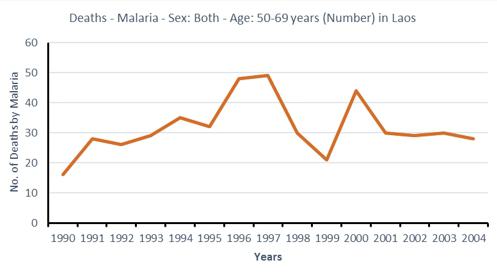 Deaths - Malaria - Sex: Both - Age: 50-69 years (Number) in Laos
60
50
40
30
20
10
0
No. of Deaths by Malaria
1990 1991 1992 1993 1994 1995 1996 1997 1998 1999 2000 2001 2002 2003 2004
Years